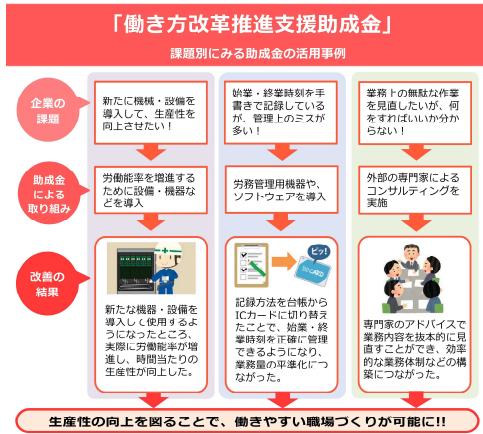 「働き方改革推進支援助成金」
課題別にみる助成金の活用事例
企業の
課題
新たに機械・設備を
導入して、生産性を
向上させたい！
始業・終業時刻を手
書きで記録している
が、管理上のミスが
多い！
業務上の無駄な作業
を見直したいが、何
をすればいいか分か
らない！
助成金
による
取り組み
労働能率を増進する
ために設備・機器な
どを導入
労務管理用機器や、
ソフトウェアを導入
外部の専門家による
コンサルティングを
実施
改善の
結果
新たな機器・設備を
導入しく使用するよ
うになったところ、
実際に労働能率が増
進し、時間当たりの
生産性が向上した。
ピッ!
IC CARD
記録方法を台帳から
ICカードに切り替え
たことで、始業・終
業時刻を正確に管理
できるようになり、
業務量の平準化につ
ながった。
専門家のアドバイスで
業務内容を抜本的に見
直すことができ、効率
的な業務体制などの構
築につながった。
生産性の向上を図ることで、働きやすい職場づくりが可能に!!